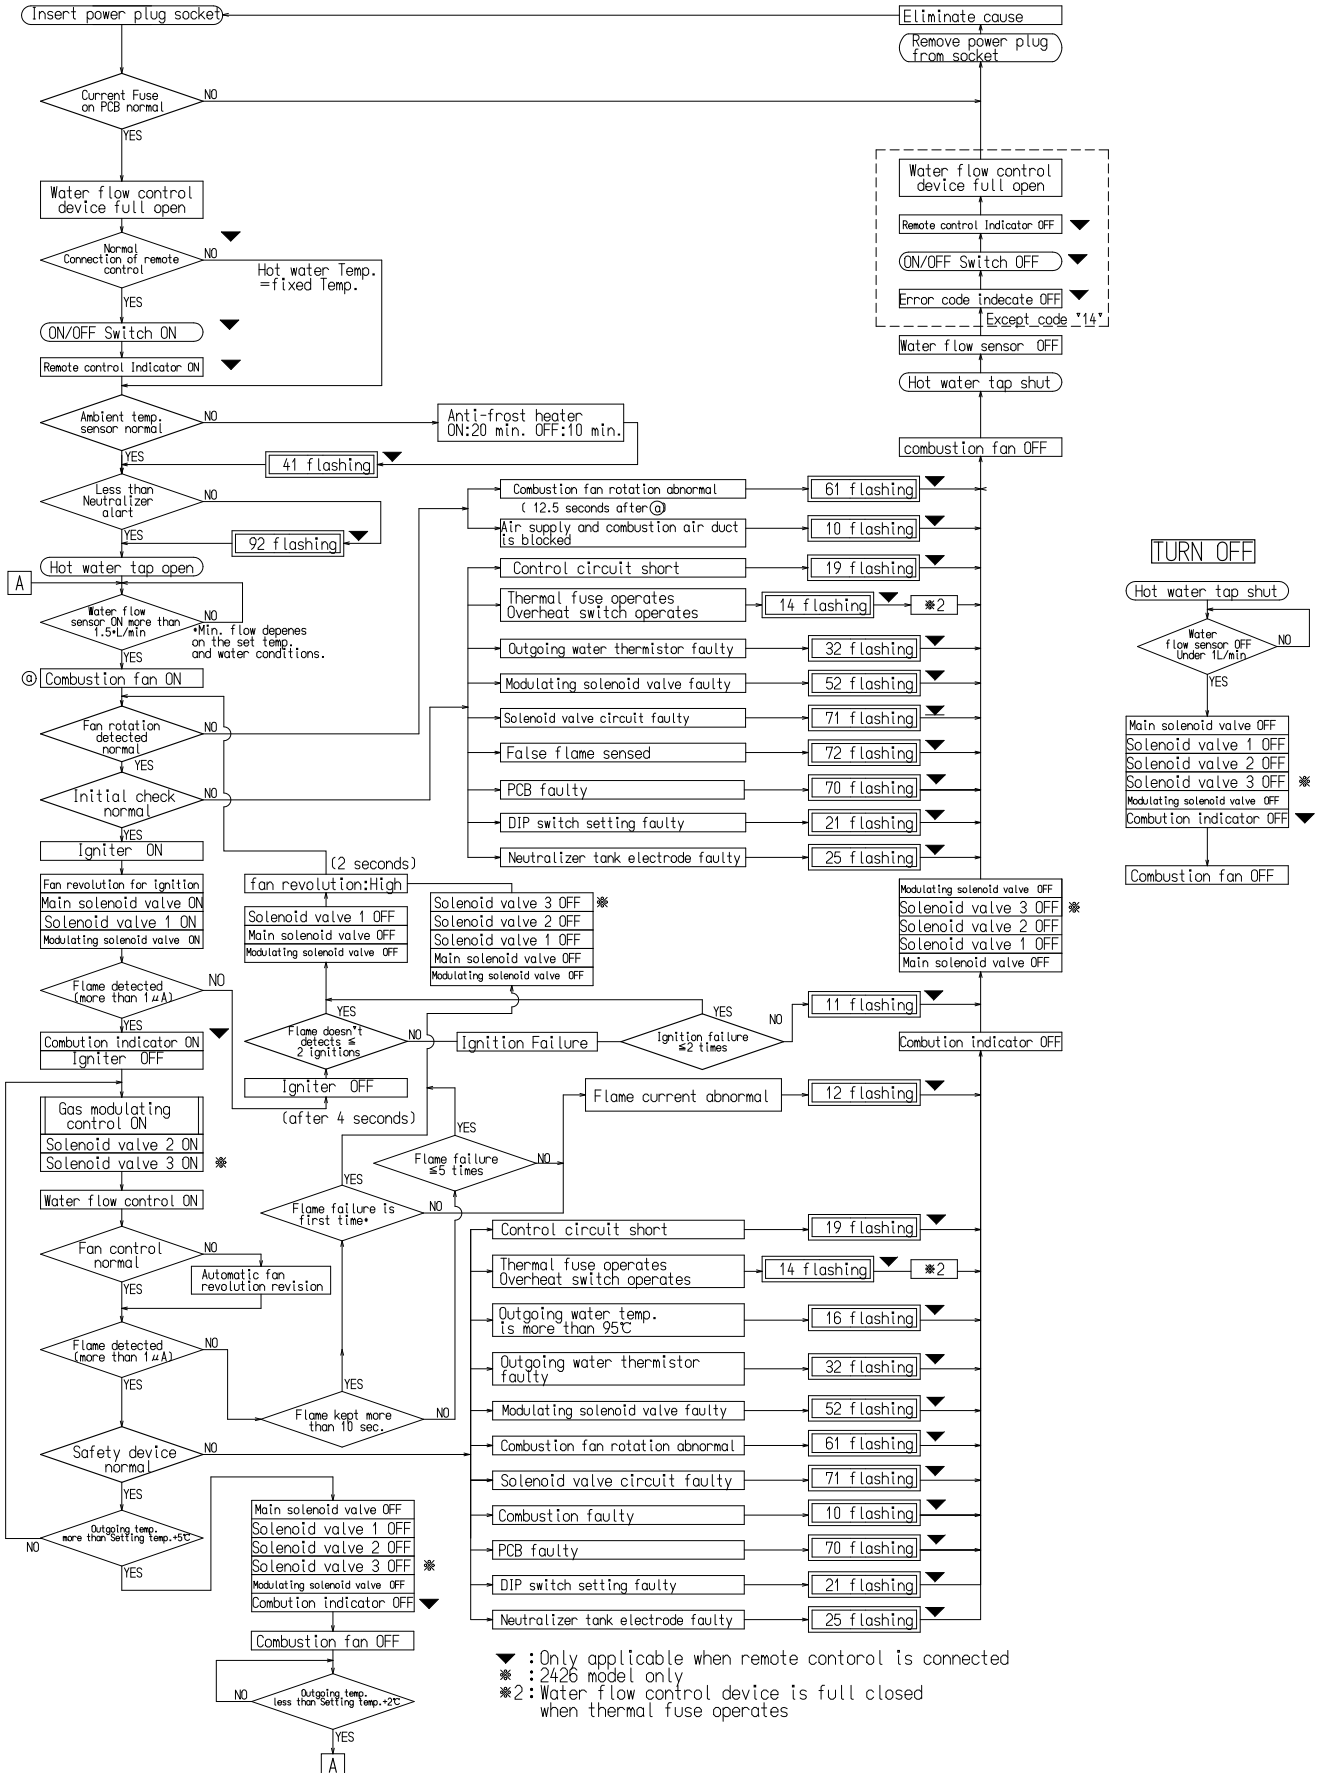 Insert power plug socket
Eliminate cause
Remove power plug
from socket
Current Fuse
on PCB normal
NO
YES
Water flow control
device full open
Normal
Connection of remote
control
▼
NO
Hot water Temp.
=fixed Temp.
YES
ON/OFF Switch ON ▼
Remote control Indicator ON ▼
Ambient temp.
sensor normal
NO
Anti-frost heater
ON:20 min. OFF:10 min.
YES
41 flashing ▼
Less than
Neutralizer
alart
NO
YES
92 flashing ▼
Hot water tap open
A
Water flow
sensor ON more than
1.5*L/min
NO
*Min. flow depenes
on the set temp.
and water conditions.
YES
@ Combustion fan ON
Fan rotation
detected
normal
NO
YES
Initial check
normal
NO
YES
Igniter ON
Fan revolution for ignition
Main solenoid valve ON
Solenoid valve 1 ON
Modulating solenoid valve ON
Flame detected
(more than 1μA)
NO
YES
Combution indicator ON ▼
Igniter OFF
Gas modulating
control ON
Solenoid valve 2 ON
Solenoid valve 3 ON ※
Water flow control ON
Fan control
normal
NO
Automatic fan
revolution revision
YES
Flame detected
(more than 1μA)
NO
YES
Safety device
normal
NO
YES
Outgoing temp.
more than Setting temp.+5℃
NO
YES
(2 seconds)
fan revolution:High
Solenoid valve 1 OFF
Main solenoid valve OFF
Modulating solenoid valve OFF
Solenoid valve 3 OFF ※
Solenoid valve 2 OFF
Solenoid valve 1 OFF
Main solenoid valve OFF
Modulating solenoid valve OFF
YES
Flame doesn't
detects ≦
2 ignitions
NO
Ignition Failure
YES
Ignition failure
≦2 times
NO
11 flashing ▼
Igniter OFF
(after 4 seconds)
YES
Flame failure
≦5 times
NO
Flame current abnormal
12 flashing ▼
YES
Flame failure is
first time*
NO
YES
Flame kept more
than 10 sec.
NO
Main solenoid valve OFF
Solenoid valve 1 OFF
Solenoid valve 2 OFF
Solenoid valve 3 OFF ※
Modulating solenoid valve OFF
Combution indicator OFF ▼
Combustion fan OFF
Outgoing temp.
less than Setting temp.+2℃
NO
YES
A
Combustion fan rotation abnormal
61 flashing ▼
( 12.5 seconds after@)
Air supply and combustion air duct
is blocked
10 flashing ▼
Control circuit short
19 flashing ▼
Thermal fuse operates
Overheat switch operates
14 flashing ▼
※2
Outgoing water thermistor faulty
32 flashing ▼
Modulating solenoid valve faulty
52 flashing ▼
Solenoid valve circuit faulty
71 flashing ▼
False flame sensed
72 flashing ▼
PCB faulty
70 flashing ▼
DIP switch setting faulty
21 flashing ▼
Neutralizer tank electrode faulty
25 flashing ▼
Control circuit short
19 flashing ▼
Thermal fuse operates
Overheat switch operates
14 flashing ▼
※2
Outgoing water temp.
is more than 95℃
16 flashing ▼
Outgoing water thermistor
faulty
32 flashing ▼
Modulating solenoid valve faulty
52 flashing ▼
Combustion fan rotation abnormal
61 flashing ▼
Solenoid valve circuit faulty
71 flashing ▼
Combustion faulty
10 flashing ▼
PCB faulty
70 flashing ▼
DIP switch setting faulty
21 flashing ▼
Neutralizer tank electrode faulty
25 flashing ▼
Water flow control
device full open
Remote control Indicator OFF ▼
ON/OFF Switch OFF ▼
Error code indecate OFF ▼
Except code "14"
Water flow sensor OFF
Hot water tap shut
combustion fan OFF
Modulating solenoid valve OFF
Solenoid valve 3 OFF ※
Solenoid valve 2 OFF
Solenoid valve 1 OFF
Main solenoid valve OFF
Combution indicator OFF
TURN OFF
Hot water tap shut
Water
flow sensor OFF
Under 1L/min
NO
YES
Main solenoid valve OFF
Solenoid valve 1 OFF
Solenoid valve 2 OFF
Solenoid valve 3 OFF ※
Modulating solenoid valve OFF
Combution indicator OFF ▼
Combustion fan OFF
▼ :Only applicable when remote contorol is connected
※ :2426 model only
※2:Water flow control device is full closed
when thermal fuse operates